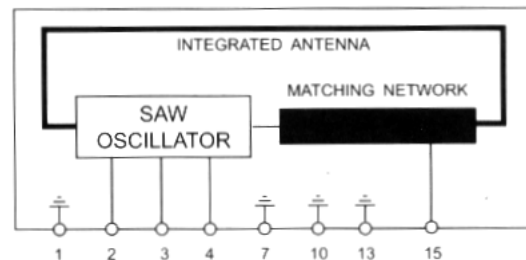 INTEGRATED ANTENNA
MATCHING NETWORK
SAW
OSCILLATOR
1 2 3 4 7 10 13 15